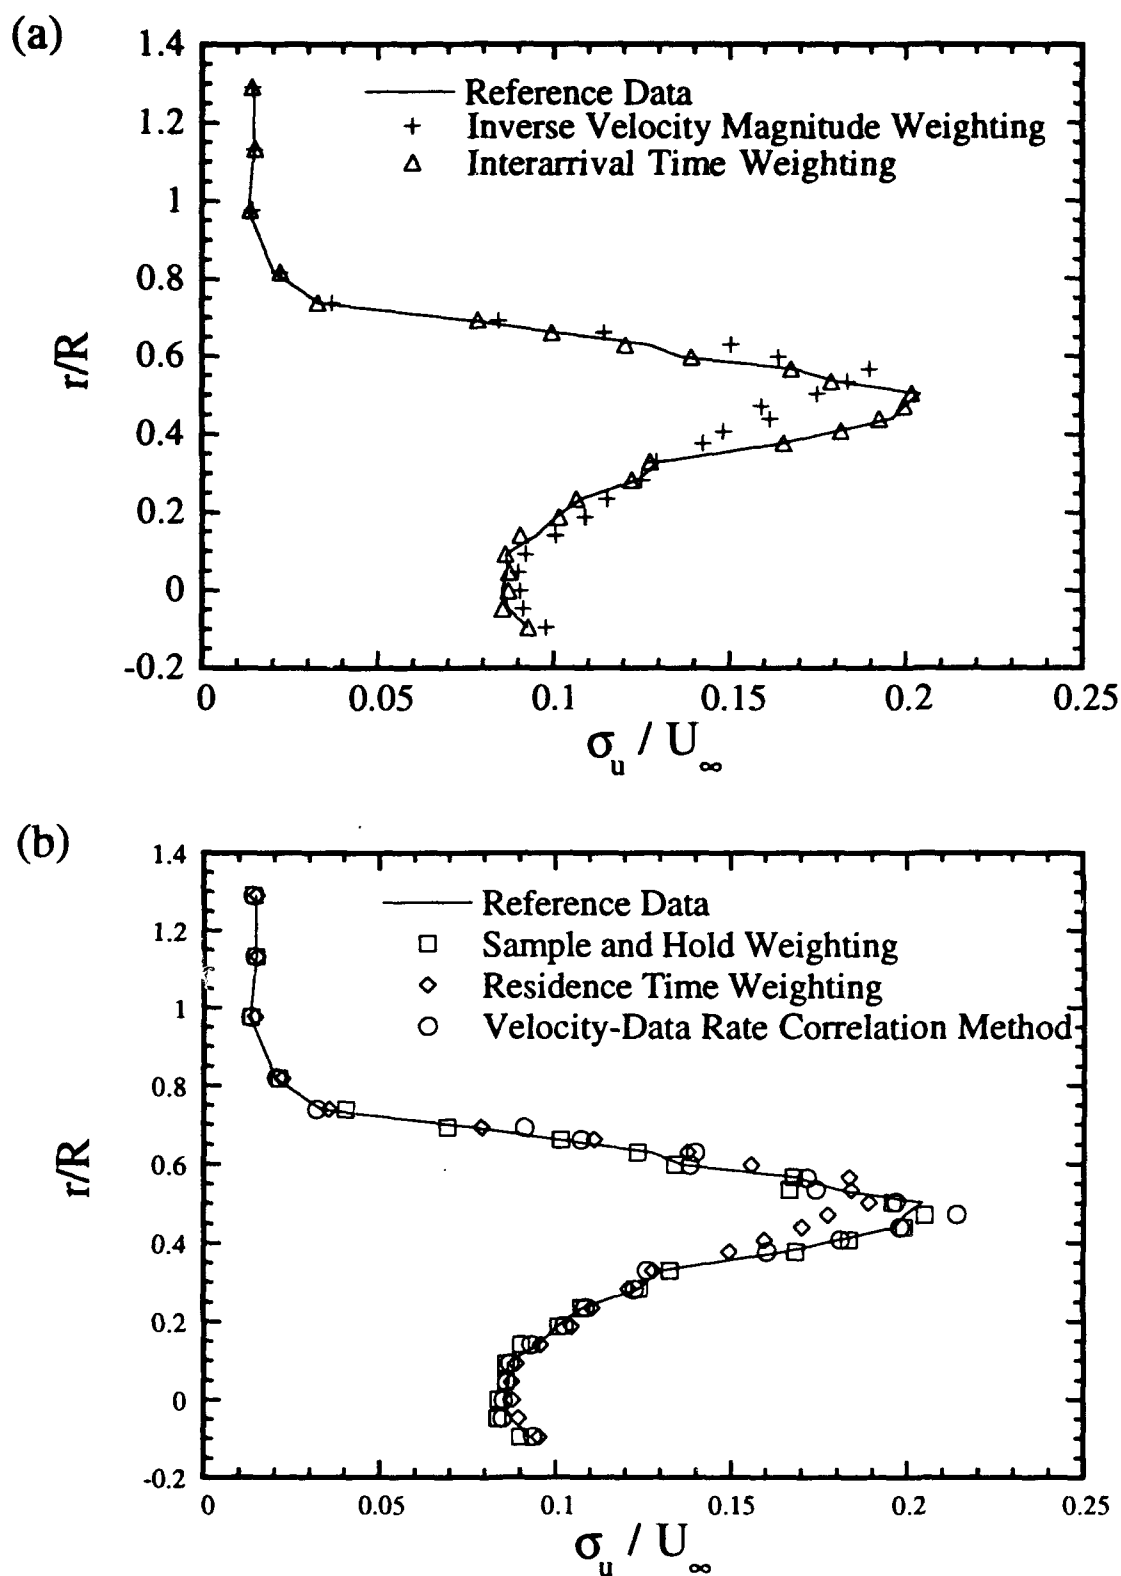 (a)
1.4
1.2
1
0.8
0.6
0.4
0.2
0
-0.2
r/R
Reference Data
Inverse Velocity Magnitude Weighting
Interarrival Time Weighting
0 0.05 0.1 0.15 0.2 0.25
σu / U∞
(b)
1.4
1.2
1
0.8
0.6
0.4
0.2
0
-0.2
r/R
Reference Data
Sample and Hold Weighting
Residence Time Weighting
Velocity-Data Rate Correlation Method
0 0.05 0.1 0.15 0.2 0.25
σu / U∞